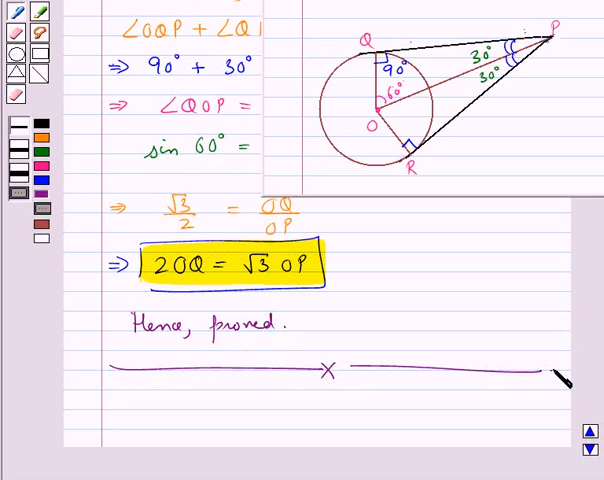 ∠OQP + ∠QI
⇒ 90° + 30°
⇒ ∠QOP =
sin 60° =
⇒ √3/2 = OQ/OP
⇒ 2OQ = √3 OP
Hence, proved.
X
Q
P
30°
30°
90°
60°
O
R